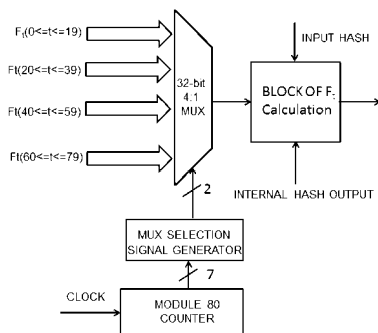 Ft(0<=t<=19)
INPUT HASH
Ft(20<=t<=39)
32-bit
4.1
MUX
BLOCK OF Ft
Calculation
Ft(40<=t<=59)
Ft(60<=t<=79)
2
INTERNAL HASH OUTPUT
MUX SELECTION
SIGNAL GENERATOR
7
CLOCK
MODULE 80
COUNTER